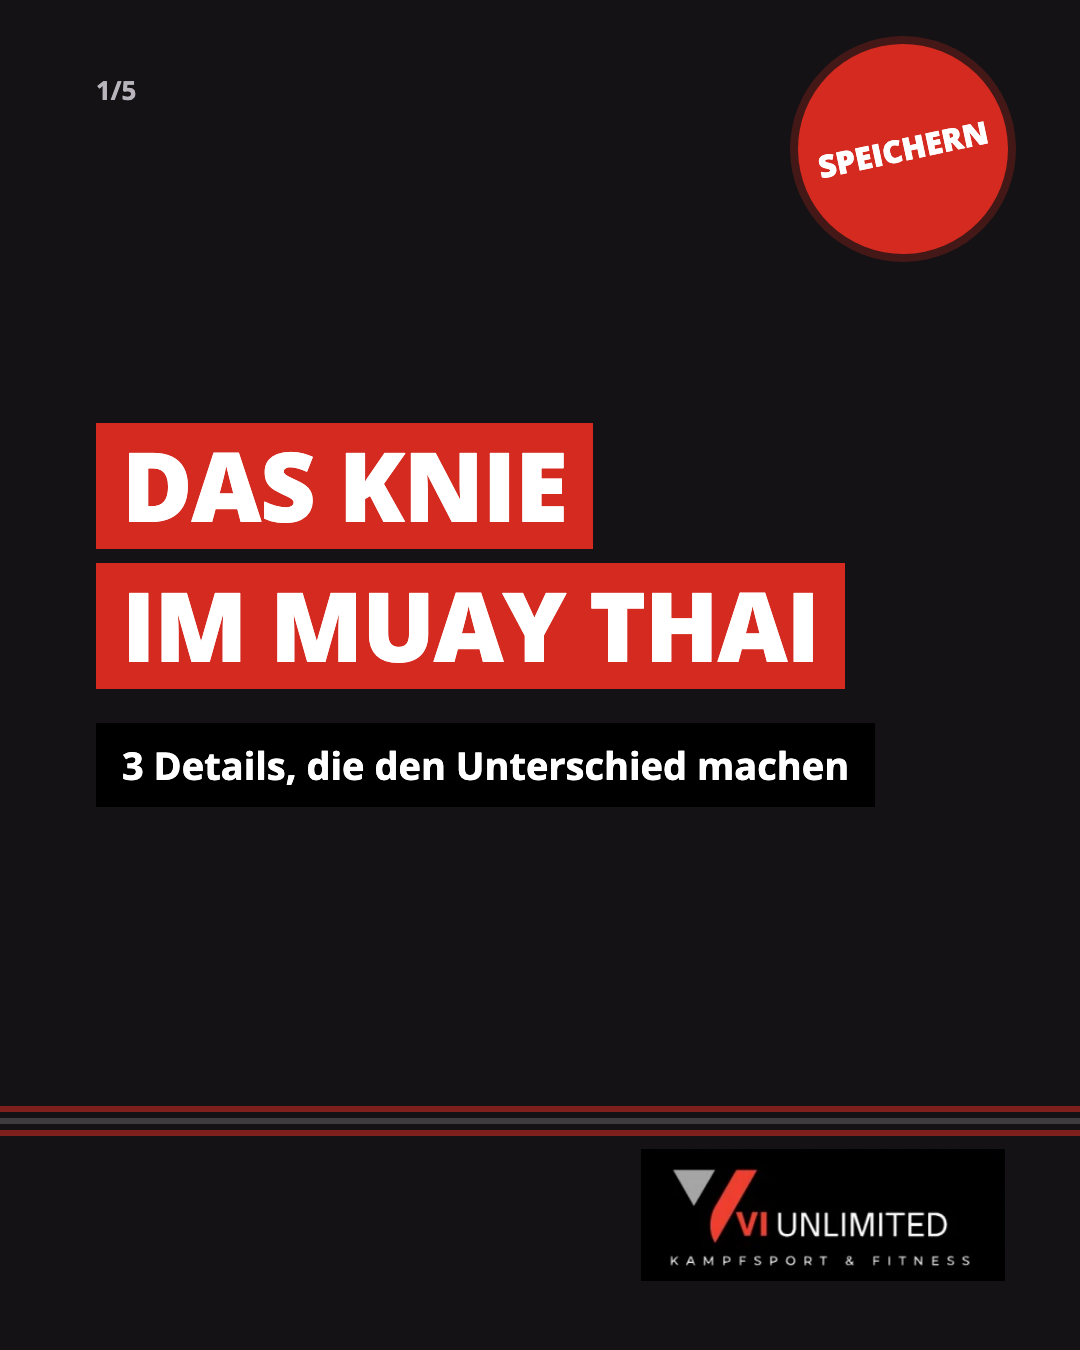 1/5
SPEICHERN
DAS KNIE
IM MUAY THAI
3 Details, die den Unterschied machen
VI UNLIMITED
KAMPFSPORT & FITNESS